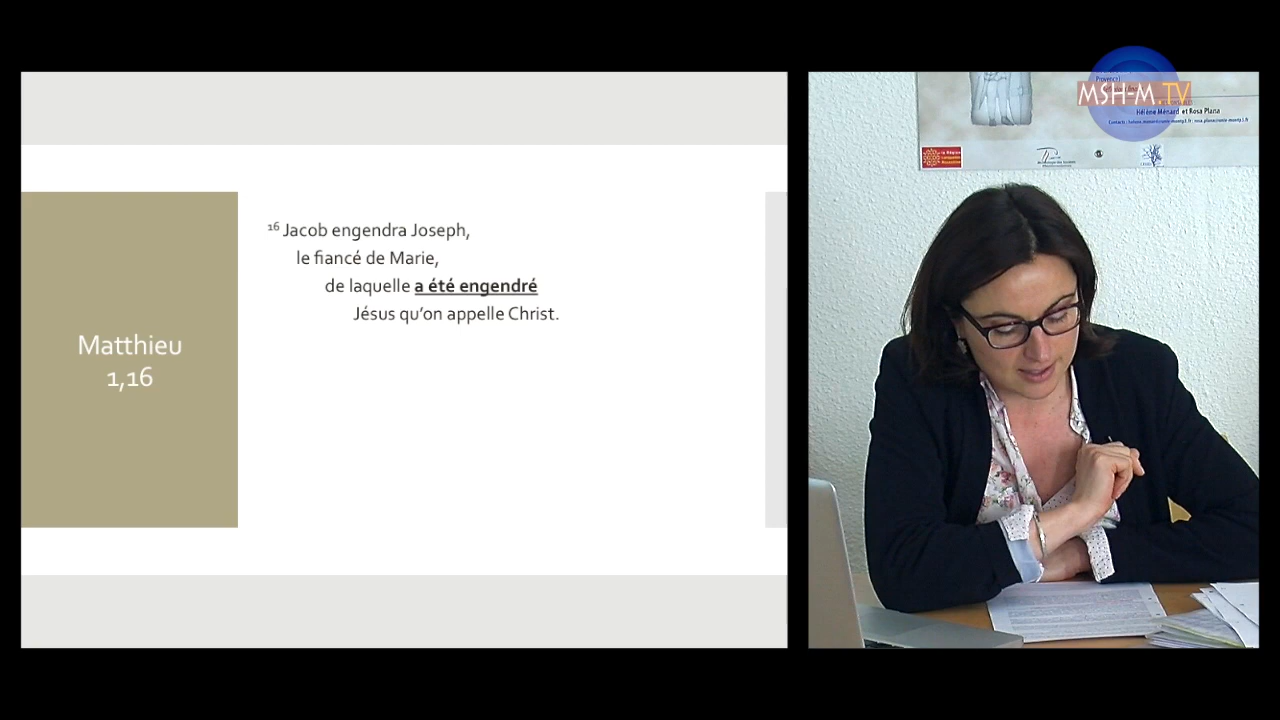 Matthieu
1,16
16 Jacob engendra Joseph,
le fiancé de Marie,
de laquelle a été engendré
Jésus qu’on appelle Christ.
MSH-M.TV
Provence]
Hélène Ménard et Rosa Plana